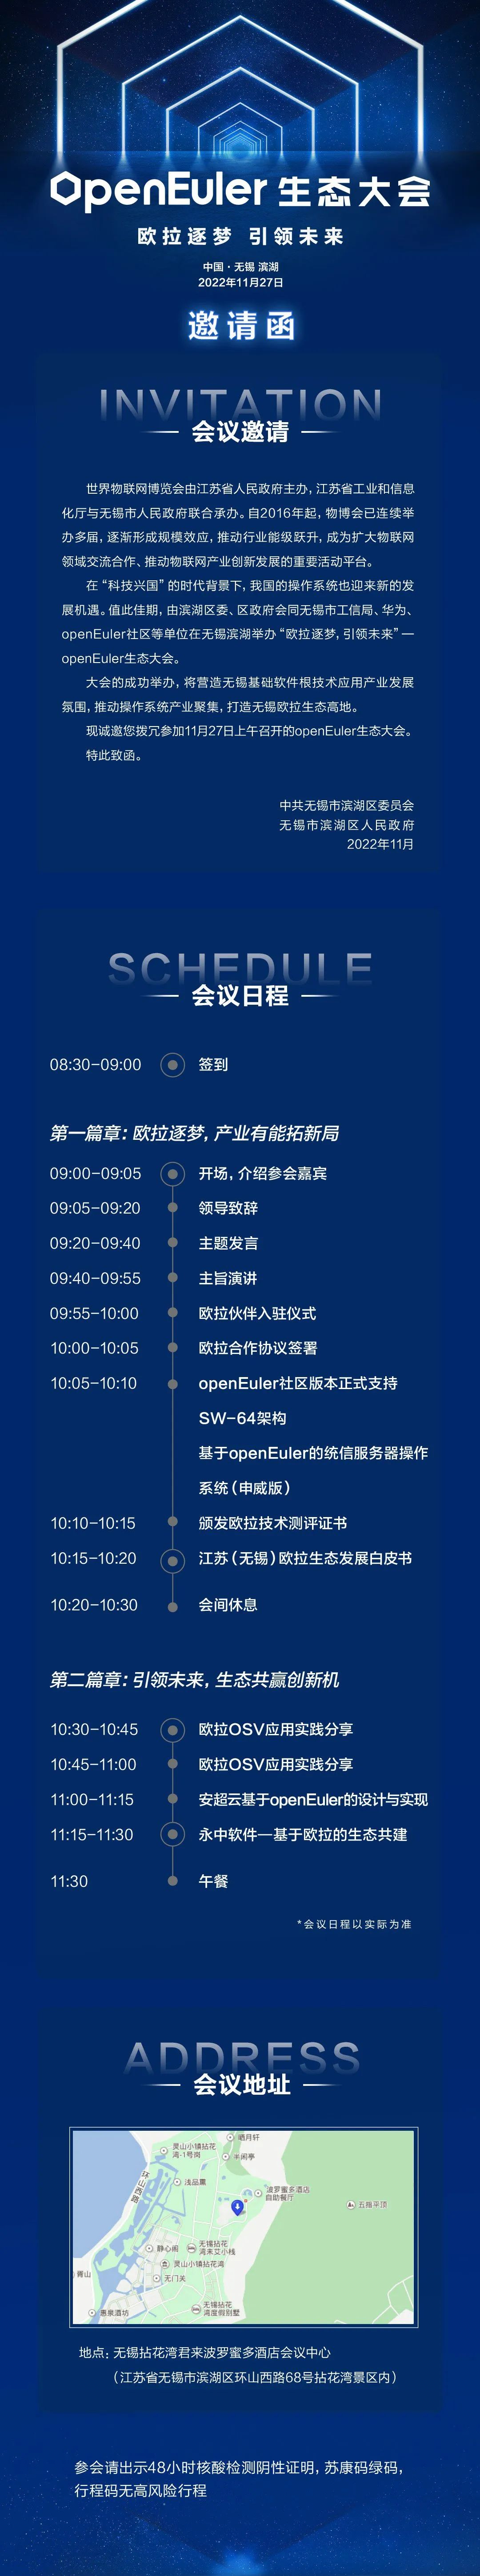 OpenEuler 生态大会
欧拉逐梦 引领未来
中国·无锡 滨湖
2022年11月27日
邀请函
INVITATION
会议邀请
世界物联网博览会由江苏省人民政府主办,江苏省工业和信息
化厅与无锡市人民政府联合承办。自2016年起,物博会已连续举
办多届,逐渐形成规模效应,推动行业能级跃升,成为扩大物联网
领域交流合作、推动物联网产业创新发展的重要活动平台。
在“科技兴国”的时代背景下,我国的操作系统也迎来新的发
展机遇。值此佳期,由滨湖区委、区政府会同无锡市工信局、华为、
openEuler社区等单位在无锡滨湖举办“欧拉逐梦,引领未来”—
openEuler生态大会。
大会的成功举办,将营造无锡基础软件根技术应用产业发展
氛围,推动操作系统产业聚集,打造无锡欧拉生态高地。
现诚邀您拨冗参加11月27日上午召开的openEuler生态大会。
特此致函。
中共无锡市滨湖区委员会
无锡市滨湖区人民政府
2022年11月
SCHEDULE
会议日程
08:30-09:00 签到
第一篇章:欧拉逐梦,产业有能拓新局
09:00-09:05 开场,介绍参会嘉宾
09:05-09:20 领导致辞
09:20-09:40 主题发言
09:40-09:55 主旨演讲
09:55-10:00 欧拉伙伴入驻仪式
10:00-10:05 欧拉合作协议签署
10:05-10:10 openEuler社区版本正式支持
SW-64架构
基于openEuler的统信服务器操作
系统(申威版)
10:10-10:15 颁发欧拉技术测评证书
10:15-10:20 江苏(无锡)欧拉生态发展白皮书
10:20-10:30 会间休息
第二篇章:引领未来,生态共赢创新机
10:30-10:45 欧拉OSV应用实践分享
10:45-11:00 欧拉OSV应用实践分享
11:00-11:15 安超云基于openEuler的设计与实现
11:15-11:30 永中软件—基于欧拉的生态共建
11:30 午餐
*会议日程以实际为准
ADDRESS
会议地址
晒月轩
灵山小镇拈花
湾-1号岗
半闲亭
环山西路
浅品薰
波罗蜜多酒店
自助餐厅
五指平顶
静心阁
无锡拈花
湾禾艾小栈
灵山小镇拈花湾
胥山
无门关
无锡拈花
湾度假别墅
惠泉酒坊
地点:无锡拈花湾君来波罗蜜多酒店会议中心
(江苏省无锡市滨湖区环山西路68号拈花湾景区内)
参会请出示48小时核酸检测阴性证明,苏康码绿码,
行程码无高风险行程